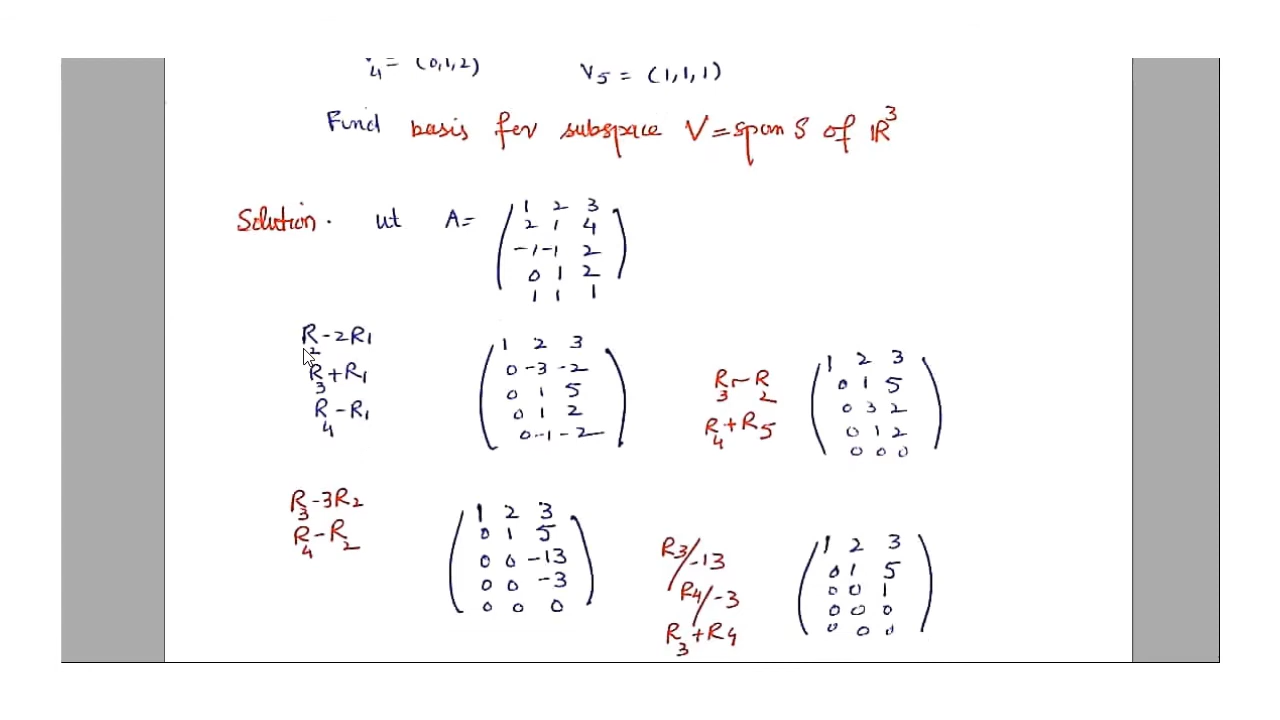 V4 = (0,1,2) V5 = (1,1,1)
Find basis for subspace V=span S of R^3
Solution. let A= ( 1 2 3
2 1 4
-1 -1 2
0 1 2
1 1 1 )
R2-2R1
R3+R1
R4-R1
( 1 2 3
0 -3 -2
0 1 5
0 1 2
0 -1 -2 )
R3~R2
R4+R5
( 1 2 3
0 1 5
0 3 2
0 1 2
0 0 0 )
R3-3R2
R4-R2
( 1 2 3
0 1 5
0 0 -13
0 0 -3
0 0 0 )
R3/-13
R4/-3
R3+R4
( 1 2 3
0 1 5
0 0 1
0 0 0
0 0 0 )